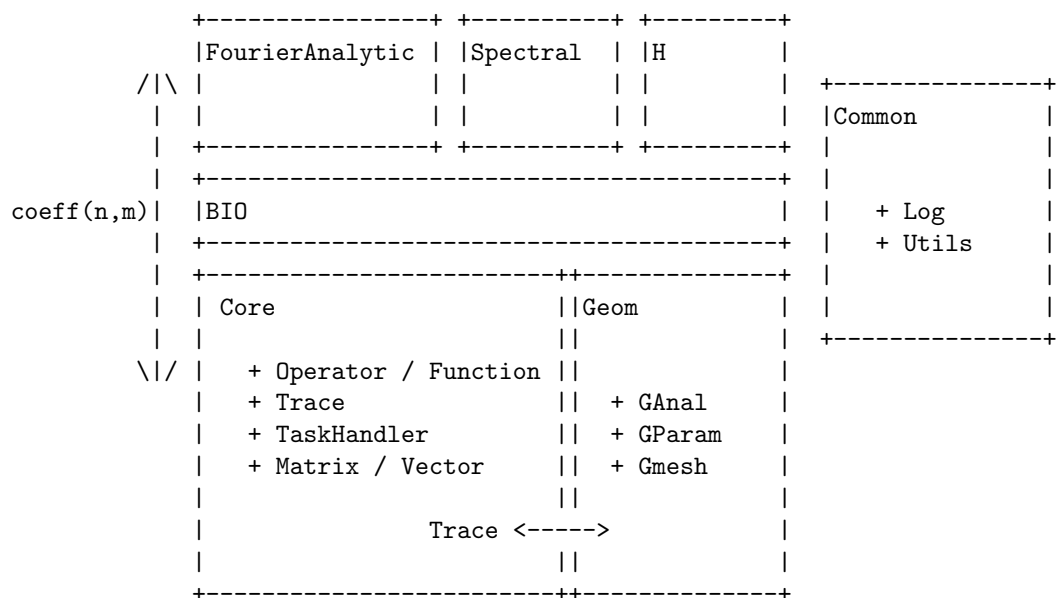 FourierAnalytic Spectral H
Common
coeff(n,m) BIO + Log
+ Utils
Core Geom
+ Operator / Function
+ Trace + GAnal
+ TaskHandler + GParam
+ Matrix / Vector + Gmesh
Trace <----->